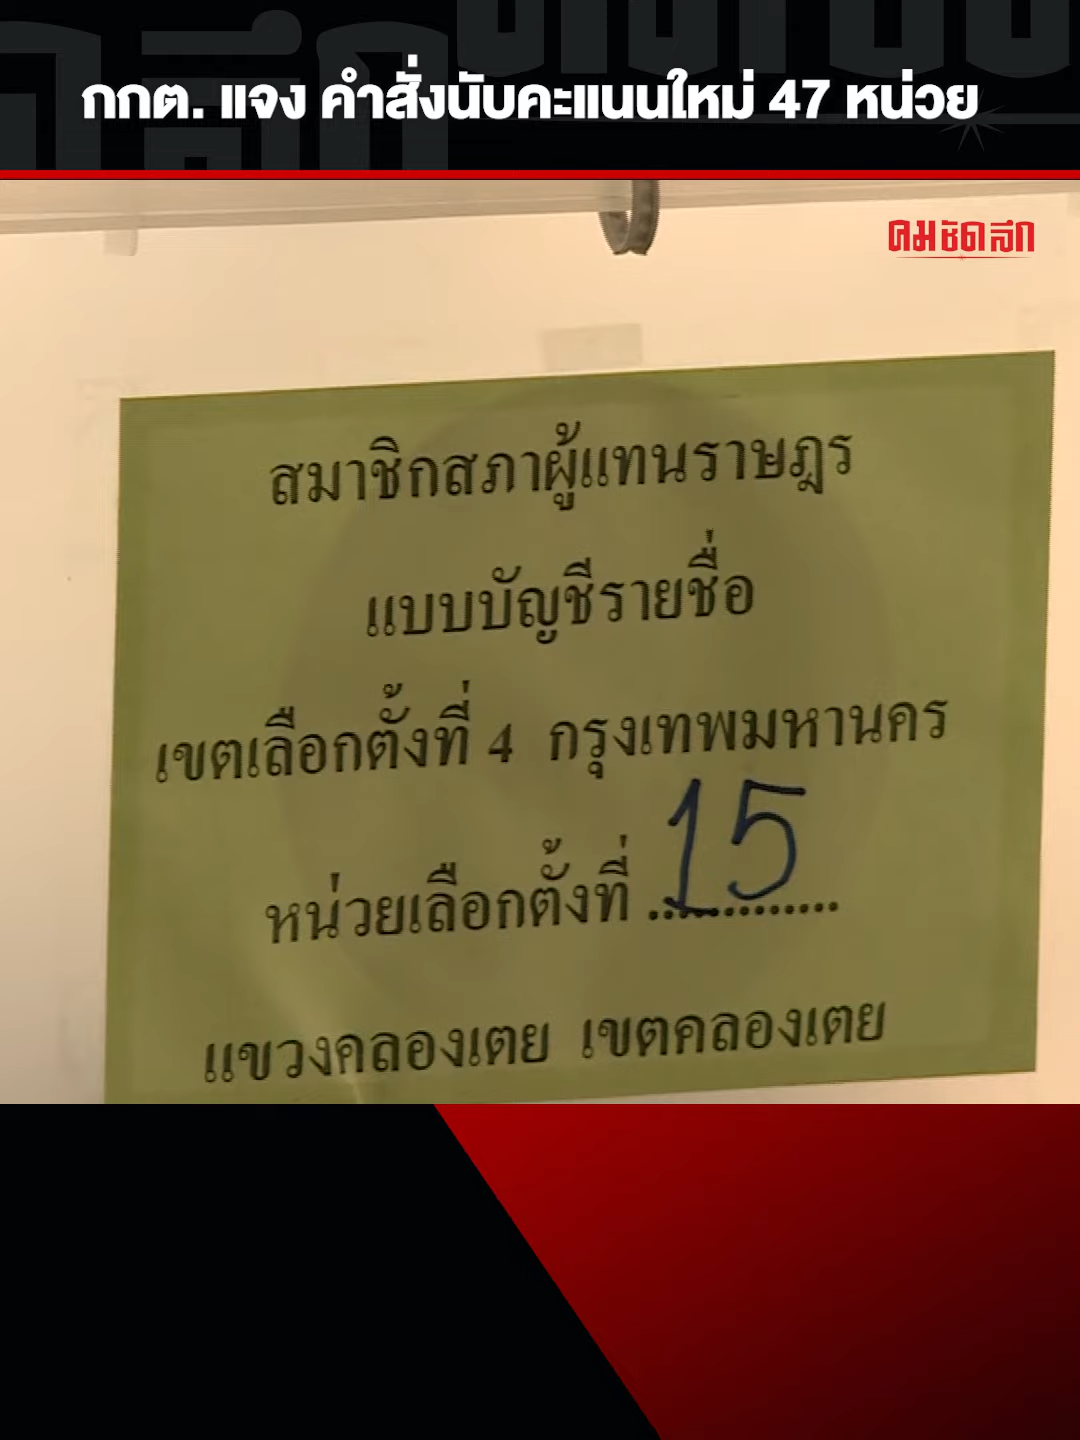 กกต. แจง คำสั่งนับคะแนนใหม่ 47 หน่วย
คมชัดลึก
สมาชิกสภาผู้แทนราษฎร
แบบบัญชีรายชื่อ
เขตเลือกตั้งที่ 4 กรุงเทพมหานคร
หน่วยเลือกตั้งที่ .............15
แขวงคลองเตย เขตคลองเตย